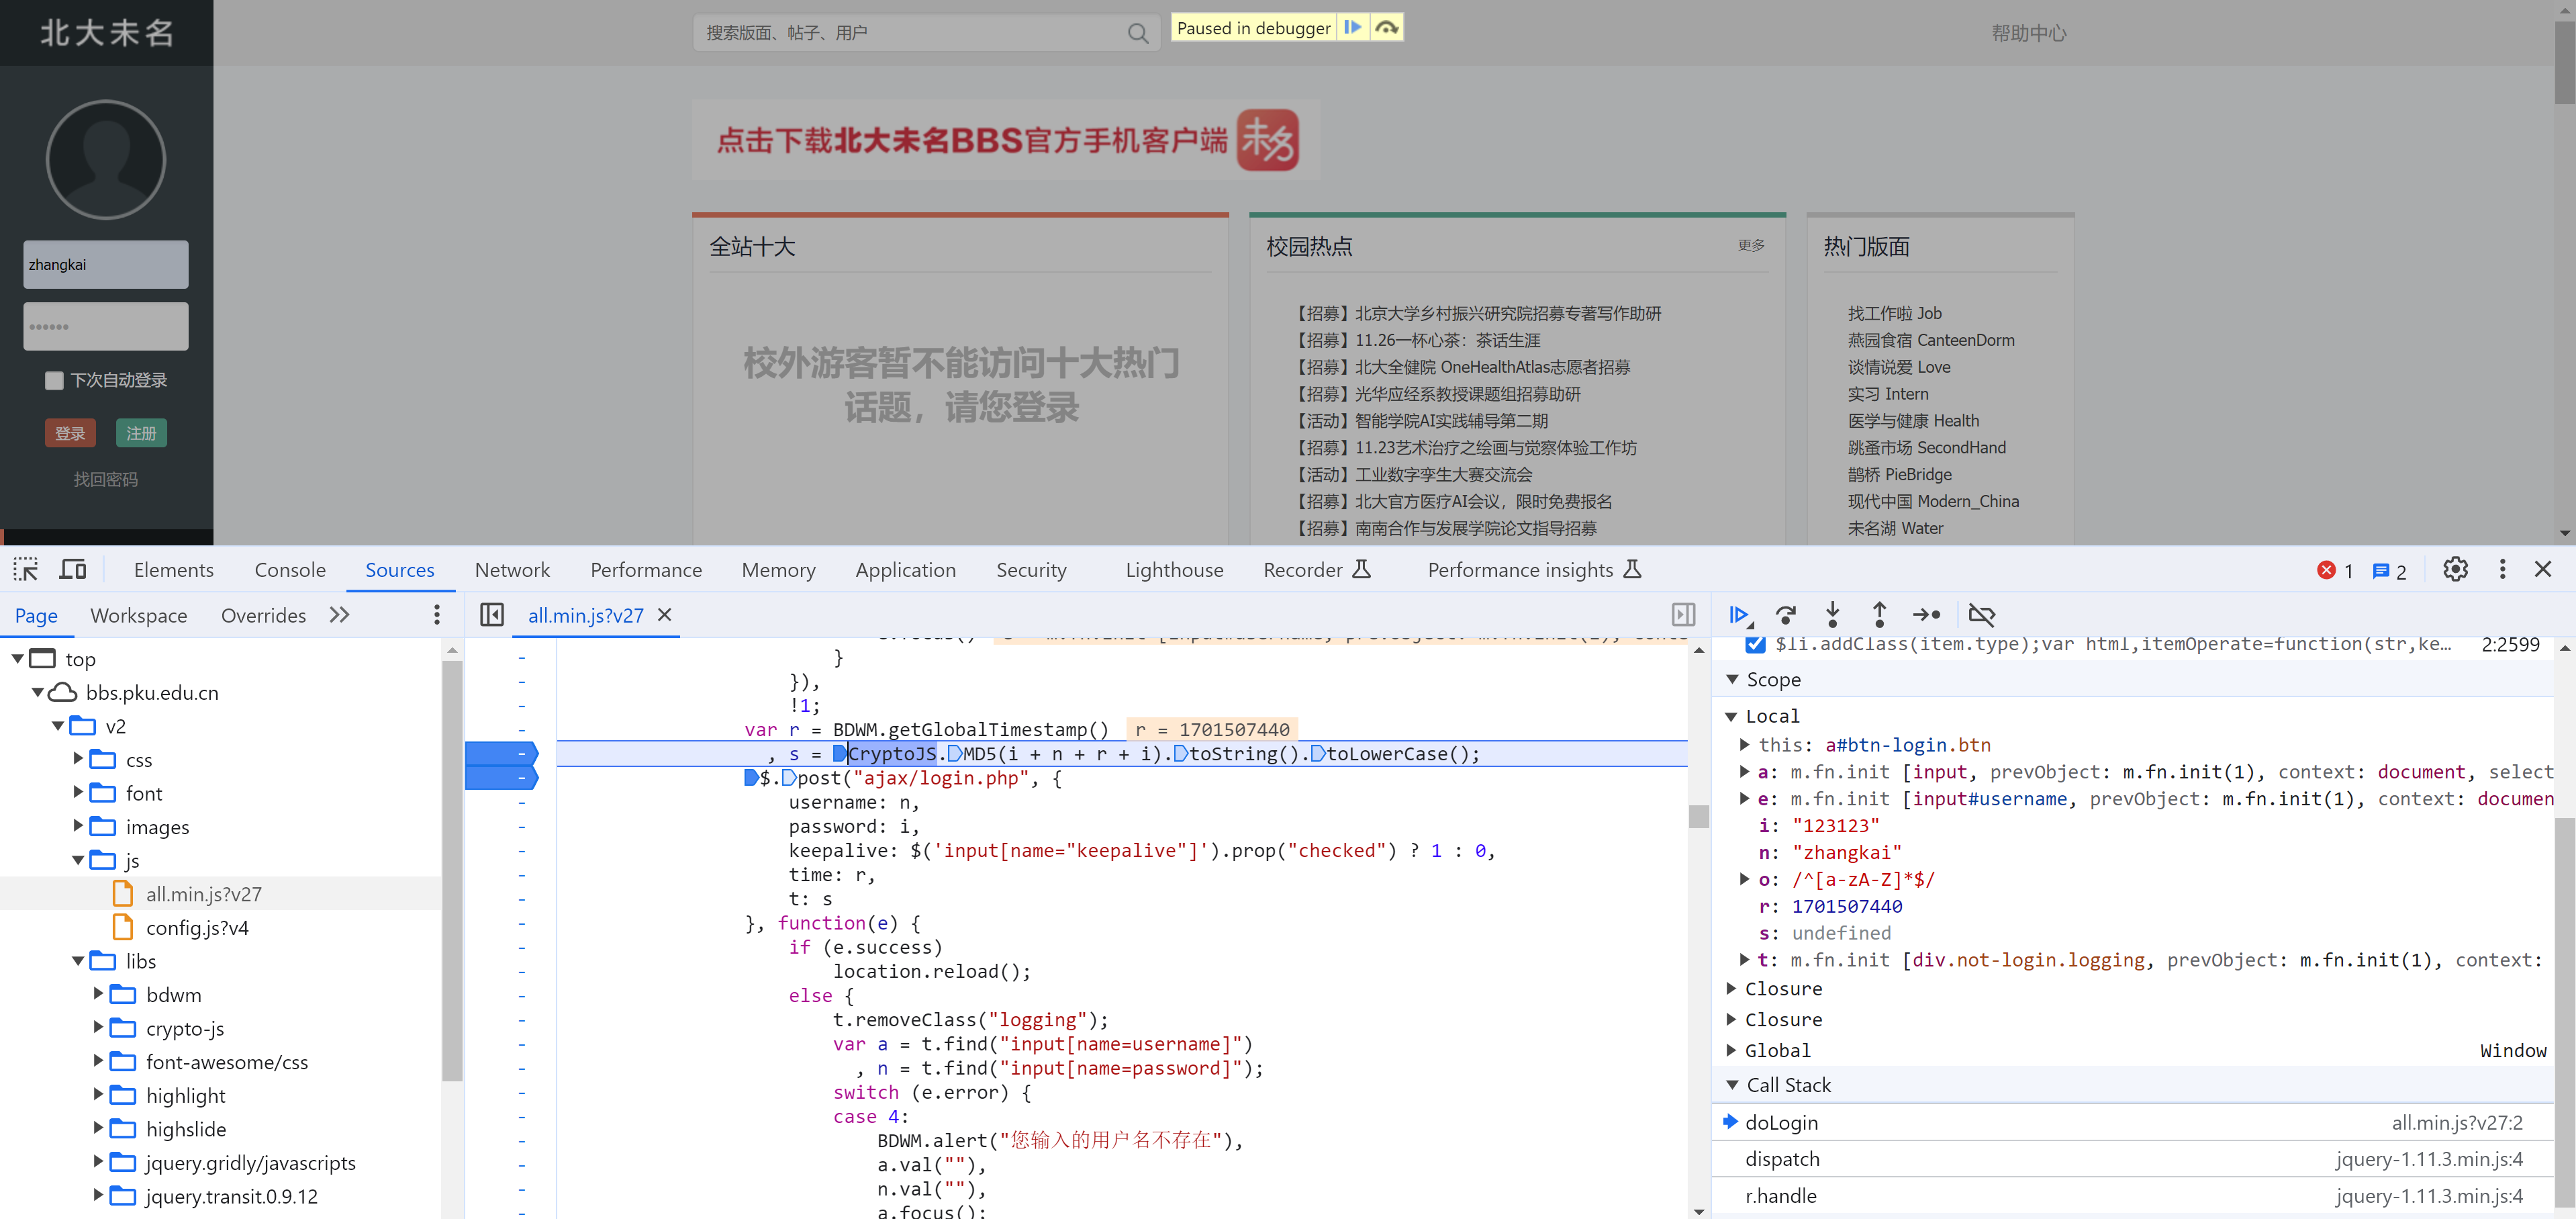 北大未名
搜索版面、帖子、用户
Paused in debugger
帮助中心
点击下载北大未名BBS官方手机客户端
未名
zhangkai
••••••
下次自动登录
登录 注册
找回密码
全站十大
校外游客暂不能访问十大热门
话题，请您登录
校园热点 更多
【招募】北京大学乡村振兴研究院招募专著写作助研
【招募】11.26一杯心茶：茶话生涯
【招募】北大全健院 OneHealthAtlas志愿者招募
【招募】光华应经系教授课题组招募助研
【活动】智能学院AI实践辅导第二期
【招募】11.23艺术治疗之绘画与觉察体验工作坊
【活动】工业数字孪生大赛交流会
【招募】北大官方医疗AI会议，限时免费报名
【招募】南南合作与发展学院论文指导招募
热门版面
找工作啦 Job
燕园食宿 CanteenDorm
谈情说爱 Love
实习 Intern
医学与健康 Health
跳蚤市场 SecondHand
鹊桥 PieBridge
现代中国 Modern_China
未名湖 Water
Elements Console Sources Network Performance Memory Application Security Lighthouse Recorder Performance insights 1 2
Page Workspace Overrides
top
bbs.pku.edu.cn
v2
css
font
images
js
all.min.js?v27
config.js?v4
libs
bdwm
crypto-js
font-awesome/css
highlight
highslide
jquery.gridly/javascripts
jquery.transit.0.9.12
all.min.js?v27
}
}),
!1;
var r = BDWM.getGlobalTimestamp() r = 1701507440
, s = CryptoJS.MD5(i + n + r + i).toString().toLowerCase();
$.post("ajax/login.php", {
username: n,
password: i,
keepalive: $('input[name="keepalive"]').prop("checked") ? 1 : 0,
time: r,
t: s
}, function(e) {
if (e.success)
location.reload();
else {
t.removeClass("logging");
var a = t.find("input[name=username]")
, n = t.find("input[name=password]");
switch (e.error) {
case 4:
BDWM.alert("您输入的用户名不存在"),
a.val(""),
n.val(""),
a.focus();
$li.addClass(item.type);var html,itemOperate=function(str,ke… 2:2599
Scope
Local
this: a#btn-login.btn
a: m.fn.init [input, prevObject: m.fn.init(1), context: document, select
e: m.fn.init [input#username, prevObject: m.fn.init(1), context: documen
i: "123123"
n: "zhangkai"
o: /^[a-zA-Z]*$/
r: 1701507440
s: undefined
t: m.fn.init [div.not-login.logging, prevObject: m.fn.init(1), context:
Closure
Closure
Global Window
Call Stack
doLogin all.min.js?v27:2
dispatch jquery-1.11.3.min.js:4
r.handle jquery-1.11.3.min.js:4